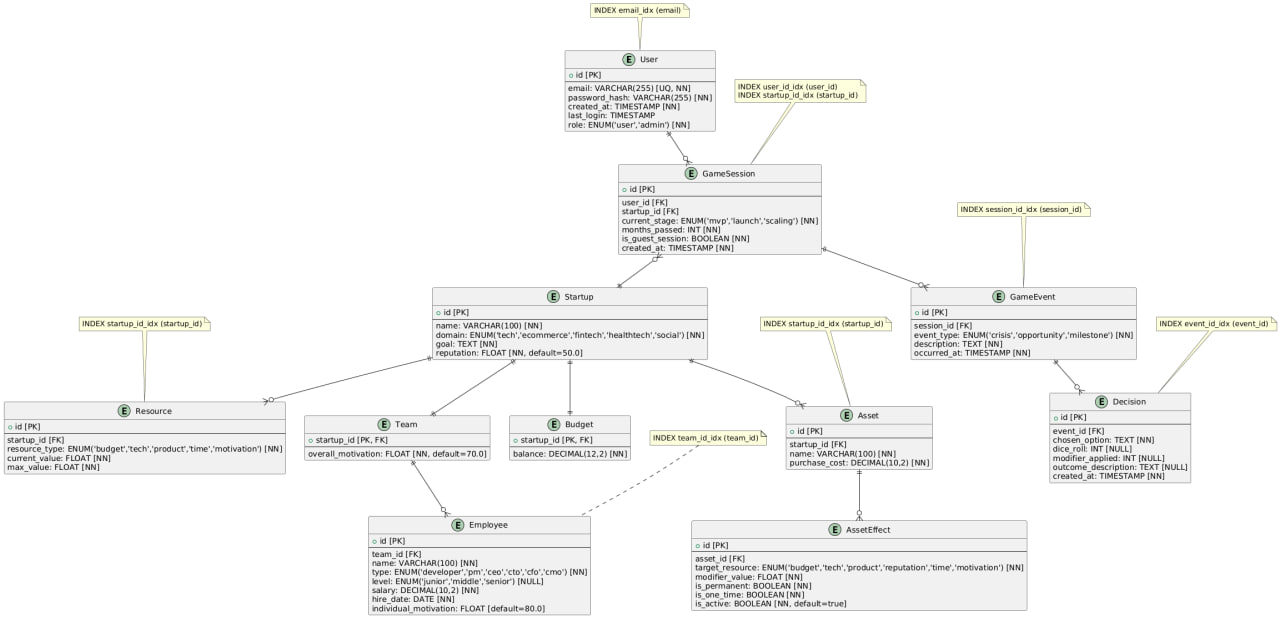 INDEX email_idx (email)
E User
id [PK]
email: VARCHAR(255) [UQ, NN]
password_hash: VARCHAR(255) [NN]
created_at: TIMESTAMP [NN]
last_login: TIMESTAMP
role: ENUM('user','admin') [NN]
INDEX user_id_idx (user_id)
INDEX startup_id_idx (startup_id)
E GameSession
id [PK]
user_id [FK]
startup_id [FK]
current_stage: ENUM('mvp','launch','scaling') [NN]
months_passed: INT [NN]
is_guest_session: BOOLEAN [NN]
created_at: TIMESTAMP [NN]
INDEX session_id_idx (session_id)
E Startup
id [PK]
name: VARCHAR(100) [NN]
domain: ENUM('tech','ecommerce','fintech','healthtech','social') [NN]
goal: TEXT [NN]
reputation: FLOAT [NN, default=50.0]
E GameEvent
id [PK]
session_id [FK]
event_type: ENUM('crisis','opportunity','milestone') [NN]
description: TEXT [NN]
occurred_at: TIMESTAMP [NN]
INDEX startup_id_idx (startup_id)
INDEX startup_id_idx (startup_id)
INDEX event_id_idx (event_id)
E Resource
id [PK]
startup_id [FK]
resource_type: ENUM('budget','tech','product','time','motivation') [NN]
current_value: FLOAT [NN]
max_value: FLOAT [NN]
E Team
startup_id [PK, FK]
overall_motivation: FLOAT [NN, default=70.0]
E Budget
startup_id [PK, FK]
balance: DECIMAL(12,2) [NN]
INDEX team_id_idx (team_id)
E Asset
id [PK]
startup_id [FK]
name: VARCHAR(100) [NN]
purchase_cost: DECIMAL(10,2) [NN]
E Decision
id [PK]
event_id [FK]
chosen_option: TEXT [NN]
dice_roll: INT [NULL]
modifier_applied: INT [NULL]
outcome_description: TEXT [NULL]
created_at: TIMESTAMP [NN]
E Employee
id [PK]
team_id [FK]
name: VARCHAR(100) [NN]
type: ENUM('developer','pm','ceo','cto','cfo','cmo') [NN]
level: ENUM('junior','middle','senior') [NULL]
salary: DECIMAL(10,2) [NN]
hire_date: DATE [NN]
individual_motivation: FLOAT [default=80.0]
E AssetEffect
id [PK]
asset_id [FK]
target_resource: ENUM('budget','tech','product','reputation','time','motivation') [NN]
modifier_value: FLOAT [NN]
is_permanent: BOOLEAN [NN]
is_one_time: BOOLEAN [NN]
is_active: BOOLEAN [NN, default=true]